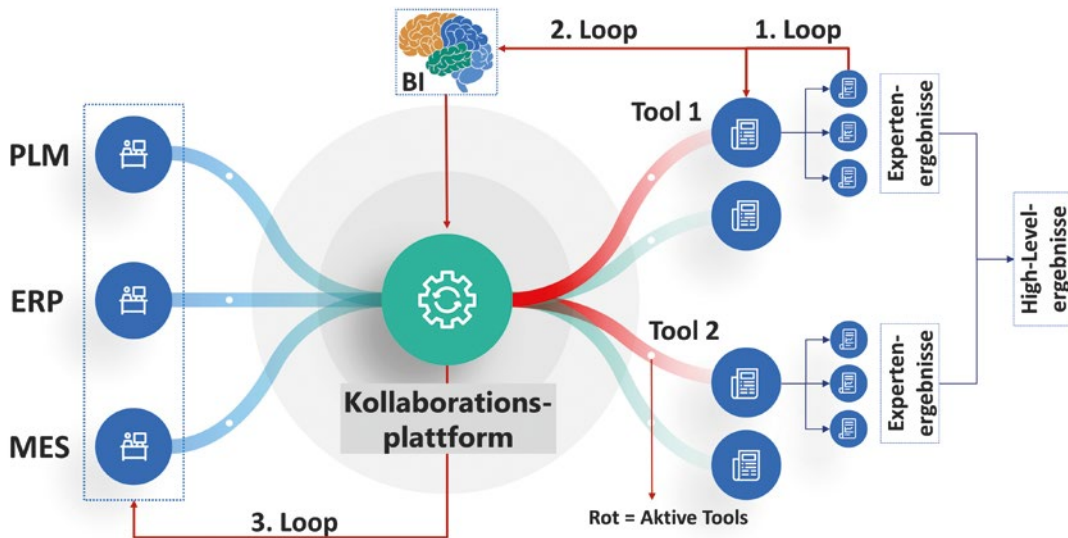 2. Loop
1. Loop
BI
Tool 1
PLM
Experten-
ergebnisse
High-Level-
ergebnisse
ERP
Tool 2
Experten-
ergebnisse
Kollaborations-
plattform
MES
3. Loop
Rot = Aktive Tools